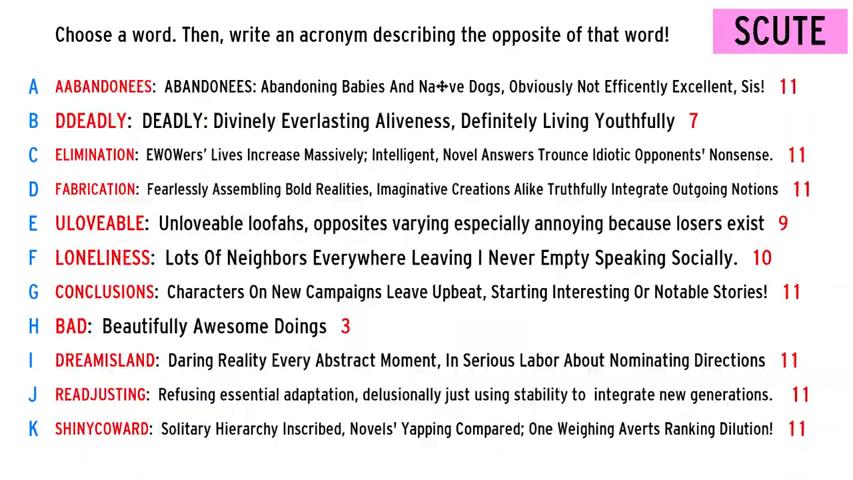 Choose a word. Then, write an acronym describing the opposite of that word!
SCUTE
A AABANDONEES: ABANDONEES: Abandoning Babies And Na✣ve Dogs, Obviously Not Efficently Excellent, Sis! 11
B DDEADLY: DEADLY: Divinely Everlasting Aliveness, Definitely Living Youthfully 7
C ELIMINATION: EWOWers' Lives Increase Massively; Intelligent, Novel Answers Trounce Idiotic Opponents' Nonsense. 11
D FABRICATION: Fearlessly Assembling Bold Realities, Imaginative Creations Alike Truthfully Integrate Outgoing Notions 11
E ULOVEABLE: Unloveable loofahs, opposites varying especially annoying because losers exist 9
F LONELINESS: Lots Of Neighbors Everywhere Leaving I Never Empty Speaking Socially. 10
G CONCLUSIONS: Characters On New Campaigns Leave Upbeat, Starting Interesting Or Notable Stories! 11
H BAD: Beautifully Awesome Doings 3
I DREAMISLAND: Daring Reality Every Abstract Moment, In Serious Labor About Nominating Directions 11
J READJUSTING: Refusing essential adaptation, delusionally just using stability to integrate new generations. 11
K SHINYCOWARD: Solitary Hierarchy Inscribed, Novels' Yapping Compared; One Weighing Averts Ranking Dilution! 11